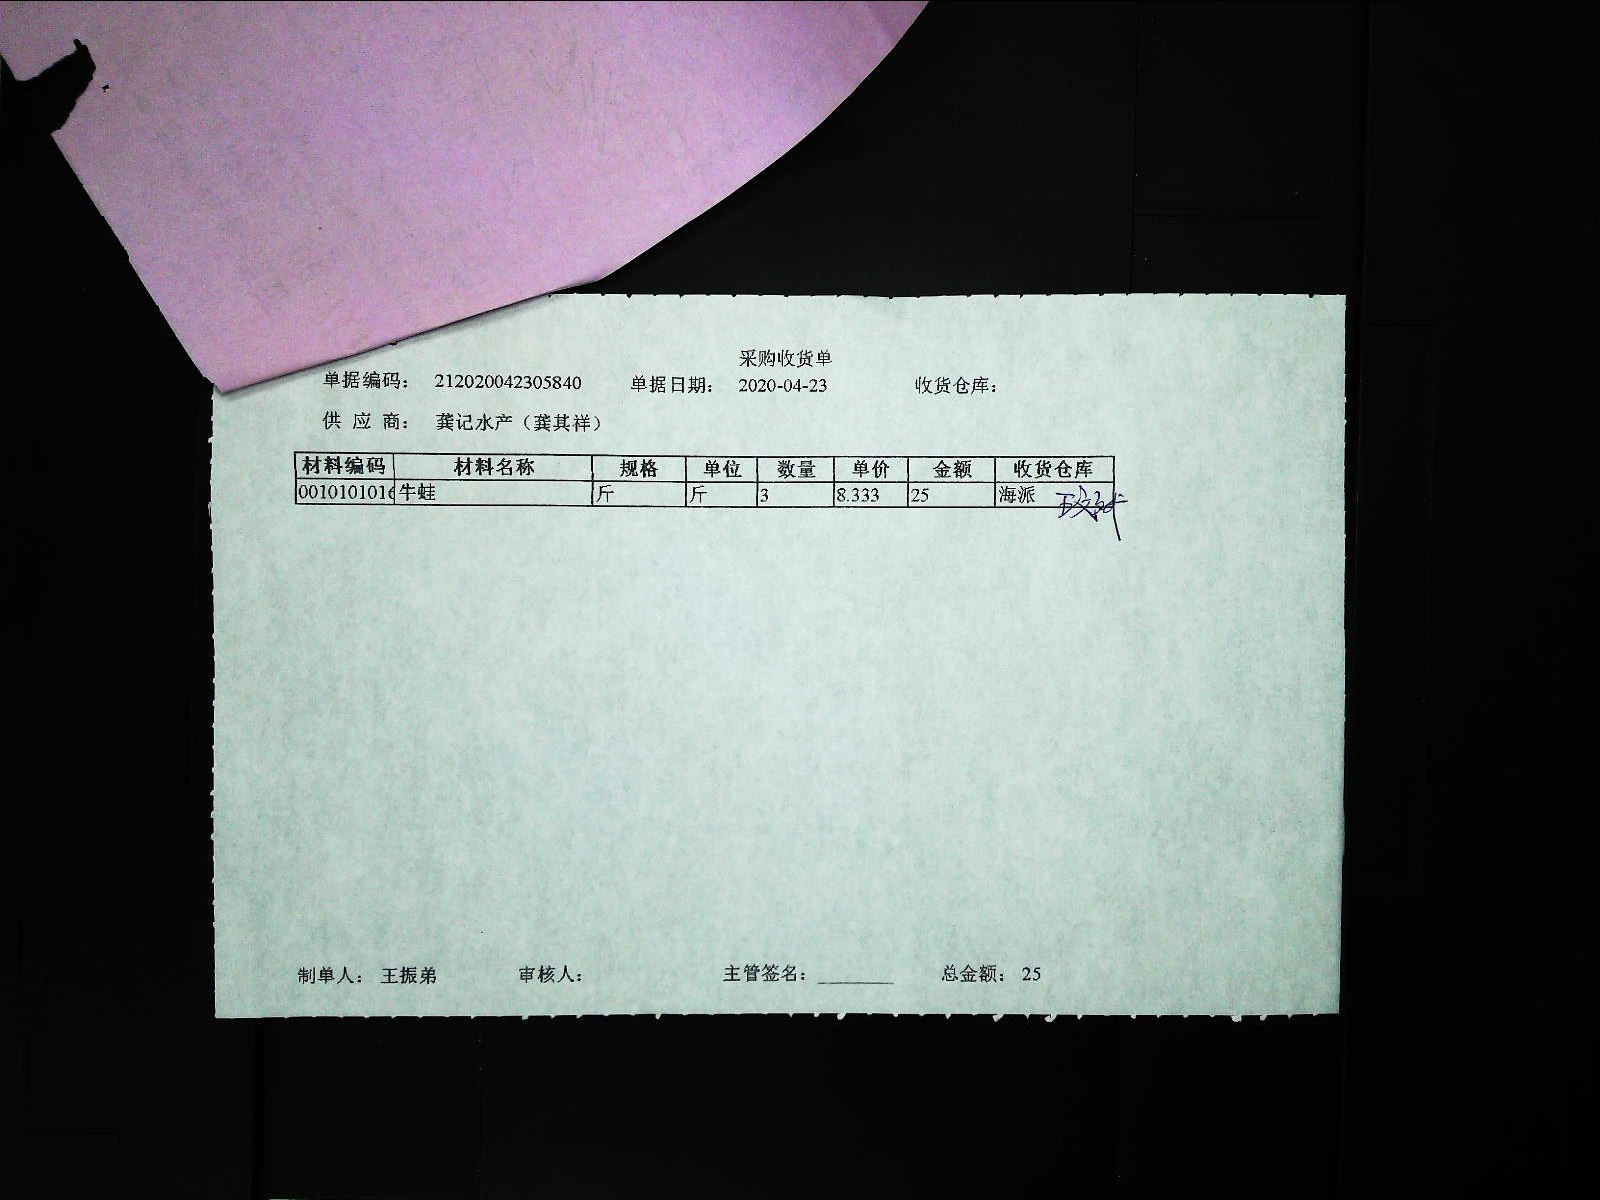 采购收货单
单据编码： 212020042305840 单据日期： 2020-04-23 收货仓库：
供 应 商： 龚记水产（龚其祥）
材料编码 材料名称 规格 单位 数量 单价 金额 收货仓库
001010101 牛蛙 斤 斤 3 8.333 25 海派
制单人： 王振弟 审核人： 主管签名：________ 总金额： 25